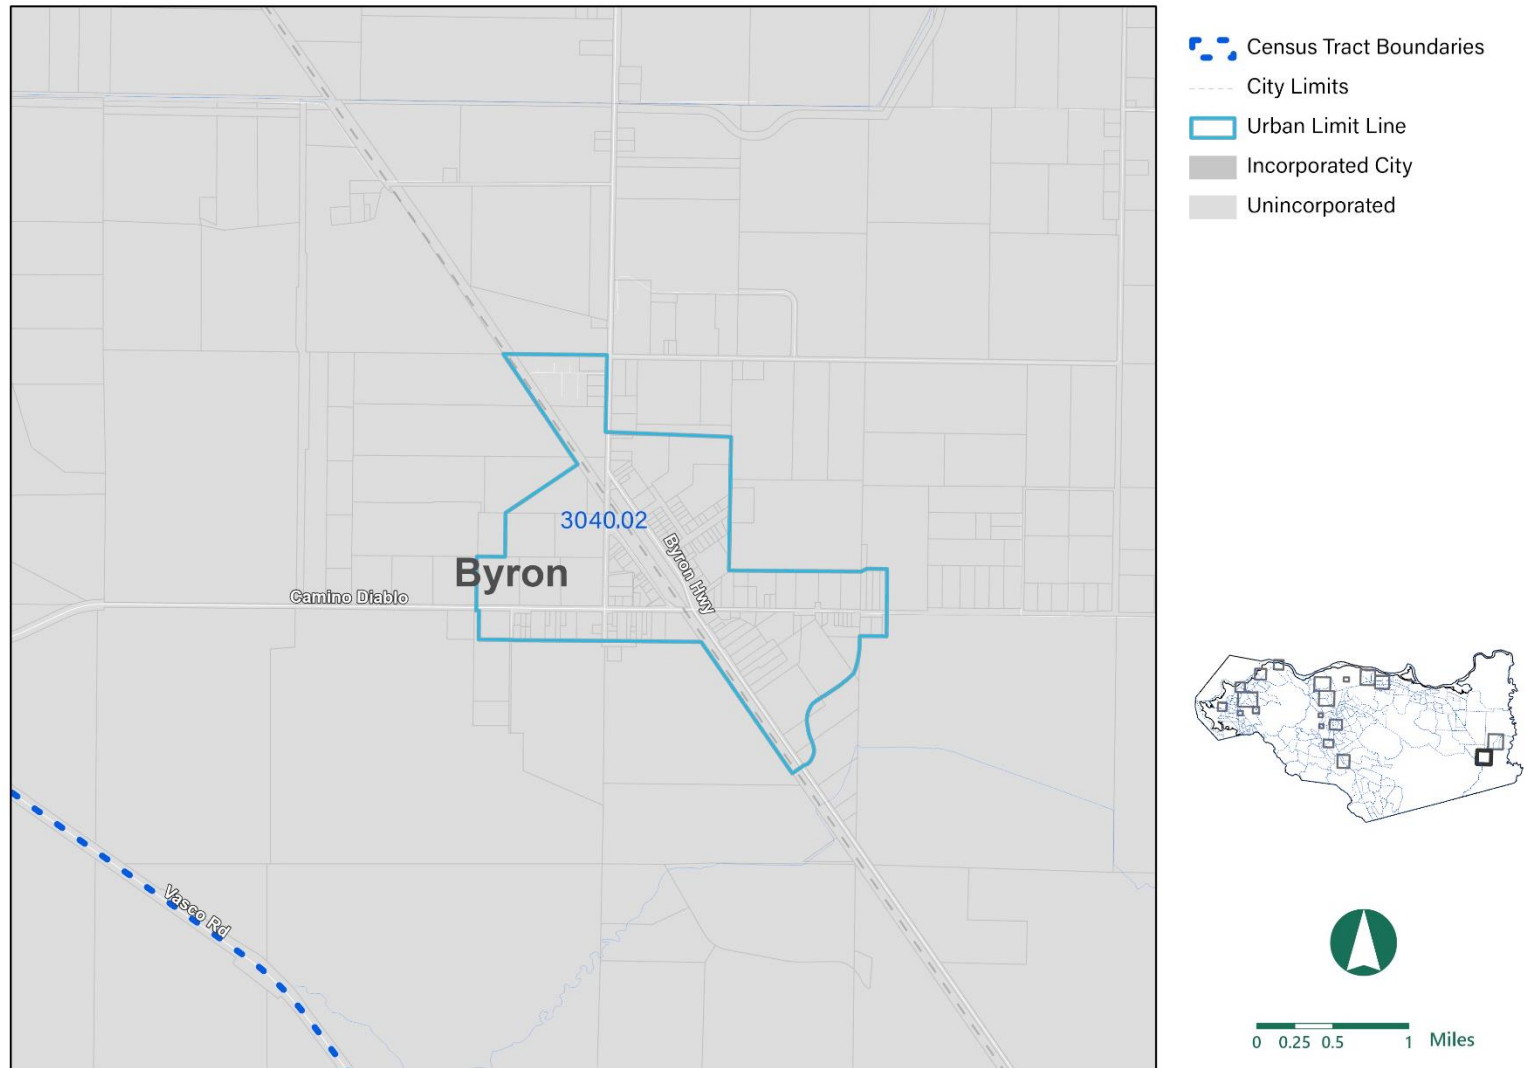 Census Tract Boundaries
City Limits
Urban Limit Line
Incorporated City
Unincorporated
3040.02
Byron
Byron Hwy
Camino Diablo
Vasco Rd
0 0.25 0.5 1 Miles